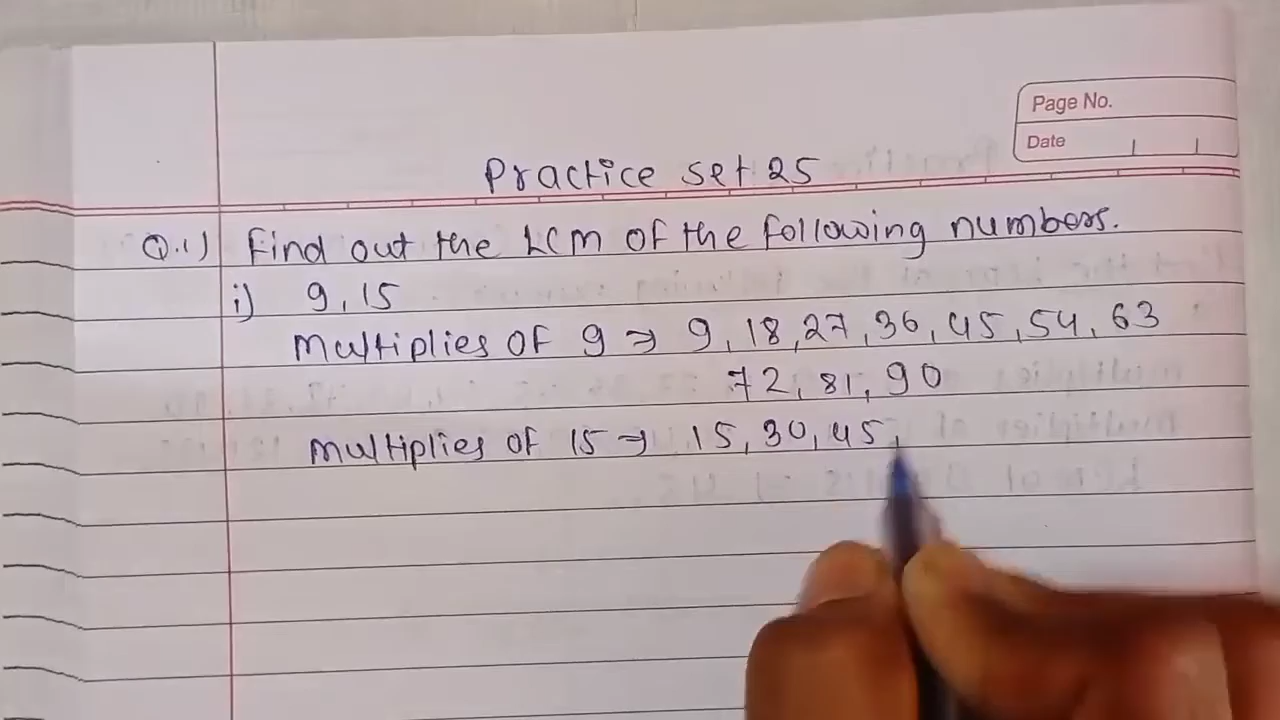 Page No.
Date
Practice set 25
Q.1) Find out the LCM of the following numbers.
i) 9, 15
Multiplies of 9 ⇒ 9, 18, 27, 36, 45, 54, 63
72, 81, 90
Multiplies of 15 ⇒ 15, 30, 45,